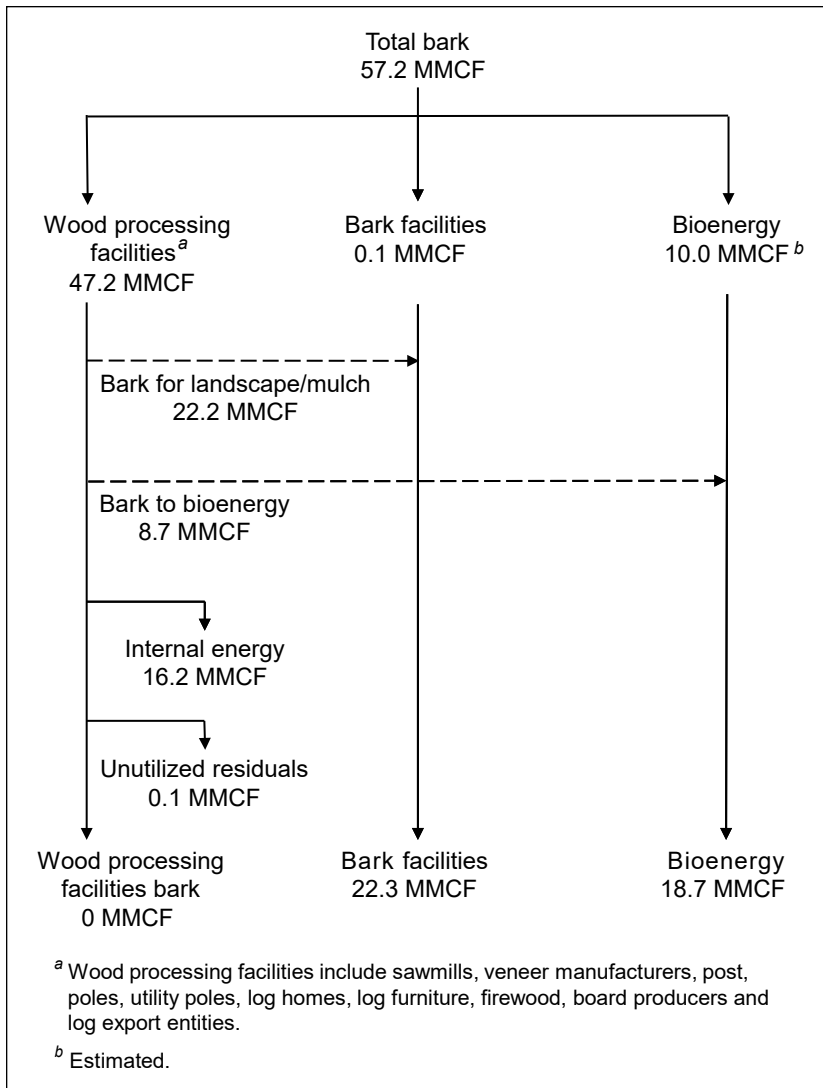 Total bark
57.2 MMCF
Wood processing
facilities a
47.2 MMCF
Bark facilities
0.1 MMCF
Bioenergy
10.0 MMCF b
Bark for landscape/mulch
22.2 MMCF
Bark to bioenergy
8.7 MMCF
Internal energy
16.2 MMCF
Unutilized residuals
0.1 MMCF
Wood processing
facilities bark
0 MMCF
Bark facilities
22.3 MMCF
Bioenergy
18.7 MMCF
a Wood processing facilities include sawmills, veneer manufacturers, post,
poles, utility poles, log homes, log furniture, firewood, board producers and
log export entities.
b Estimated.